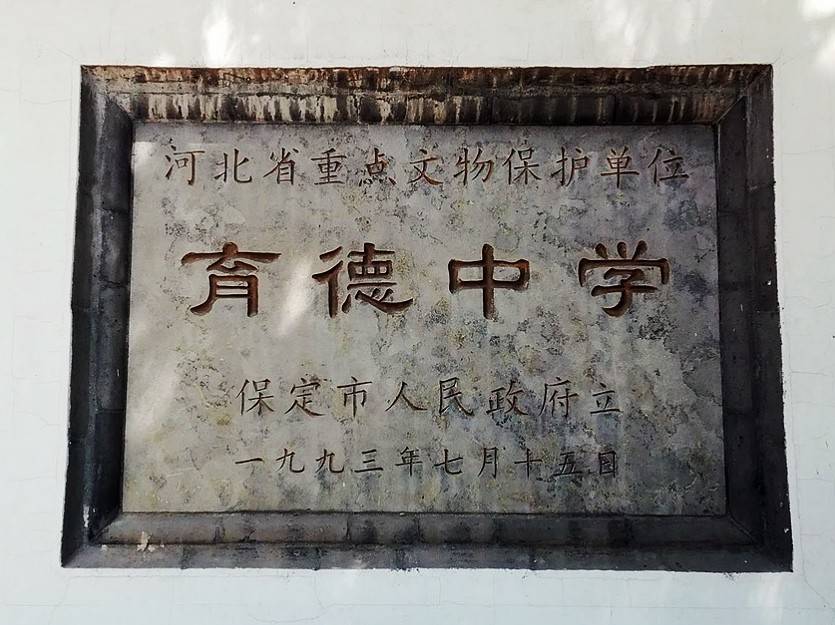 河北省重点文物保护单位
育德中学
保定市人民政府立
一九九三年七月十五日